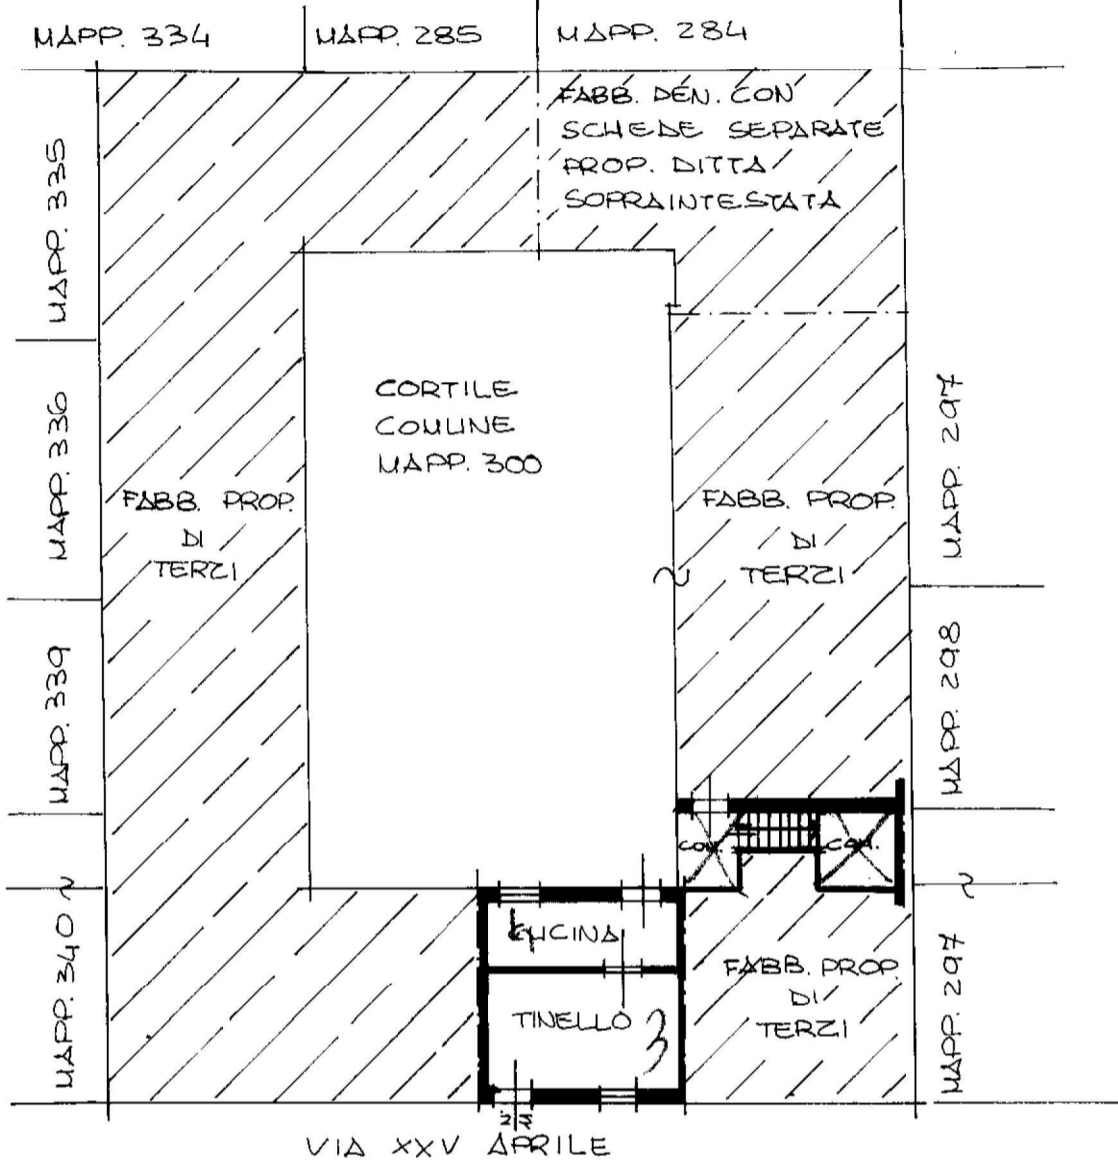 MAPP. 334
MAPP. 285
MAPP. 284
FABB. DEN. CON
SCHEDE SEPARATE
PROP. DITTA
SOPRAINTESTATA
MAPP. 335
MAPP. 336
MAPP. 339
MAPP. 340
CORTILE
COMUNE
MAPP. 300
FABB. PROP.
DI
TERZI
FABB. PROP.
DI
TERZI
MAPP. 297
MAPP. 298
MAPP. 297
COM.
COM.
CUCINA
TINELLO
3
FABB. PROP.
DI
TERZI
VIA XXV APRILE